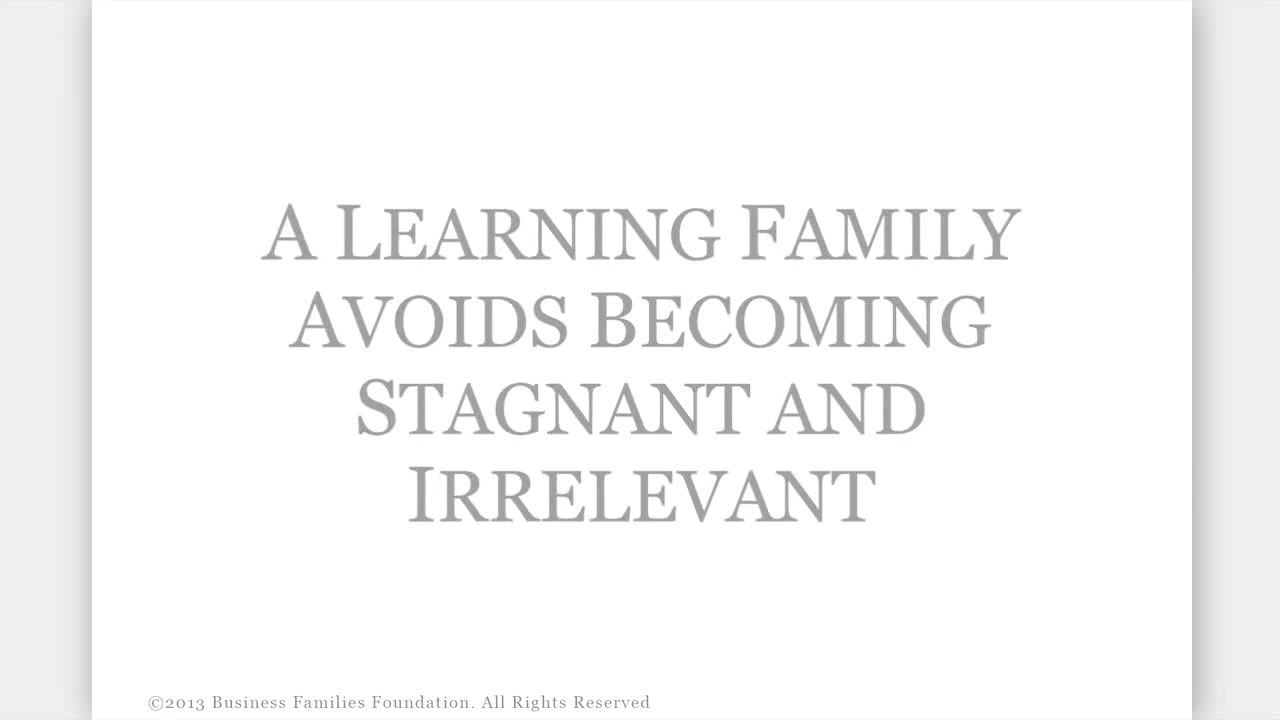 A LEARNING FAMILY
AVOIDS BECOMING
STAGNANT AND
IRRELEVANT
©2013 Business Families Foundation. All Rights Reserved